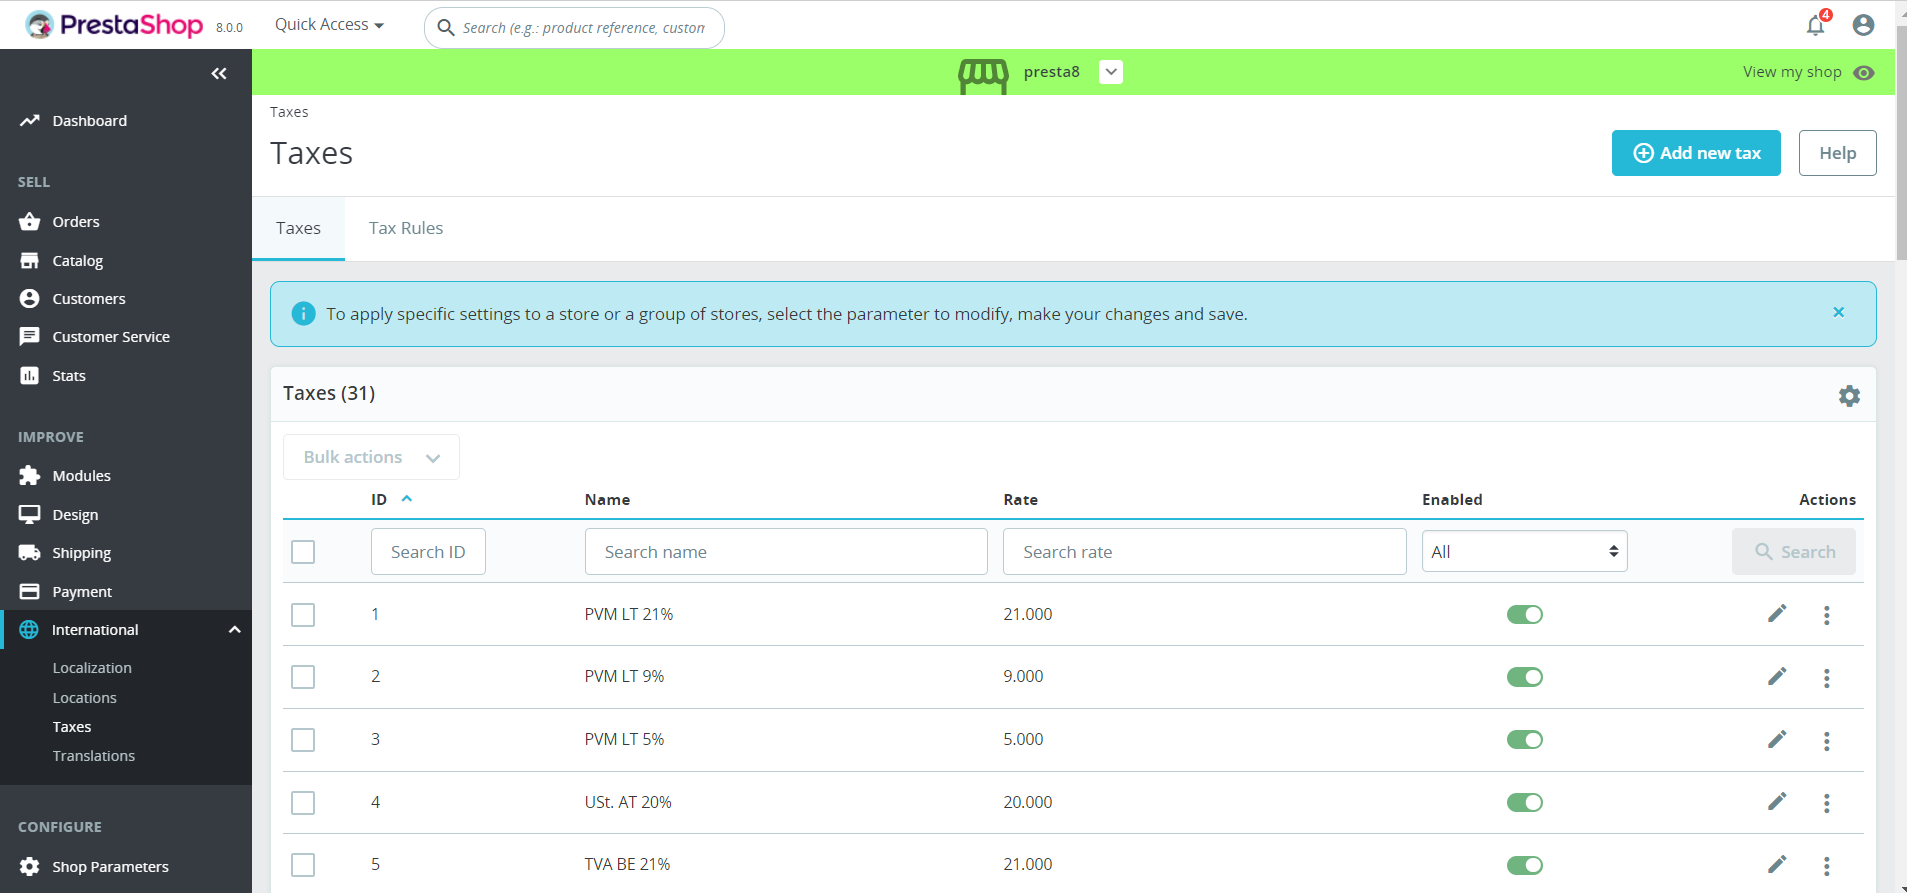 PrestaShop 8.0.0
Quick Access
Search (e.g.: product reference, custom
4
presta8
View my shop
Dashboard
SELL
Orders
Catalog
Customers
Customer Service
Stats
IMPROVE
Modules
Design
Shipping
Payment
International
Localization
Locations
Taxes
Translations
CONFIGURE
Shop Parameters
Taxes
Taxes
Add new tax
Help
Taxes
Tax Rules
To apply specific settings to a store or a group of stores, select the parameter to modify, make your changes and save.
Taxes (31)
Bulk actions
ID Name Rate Enabled Actions
Search ID Search name Search rate All Search
1 PVM LT 21% 21.000
2 PVM LT 9% 9.000
3 PVM LT 5% 5.000
4 USt. AT 20% 20.000
5 TVA BE 21% 21.000